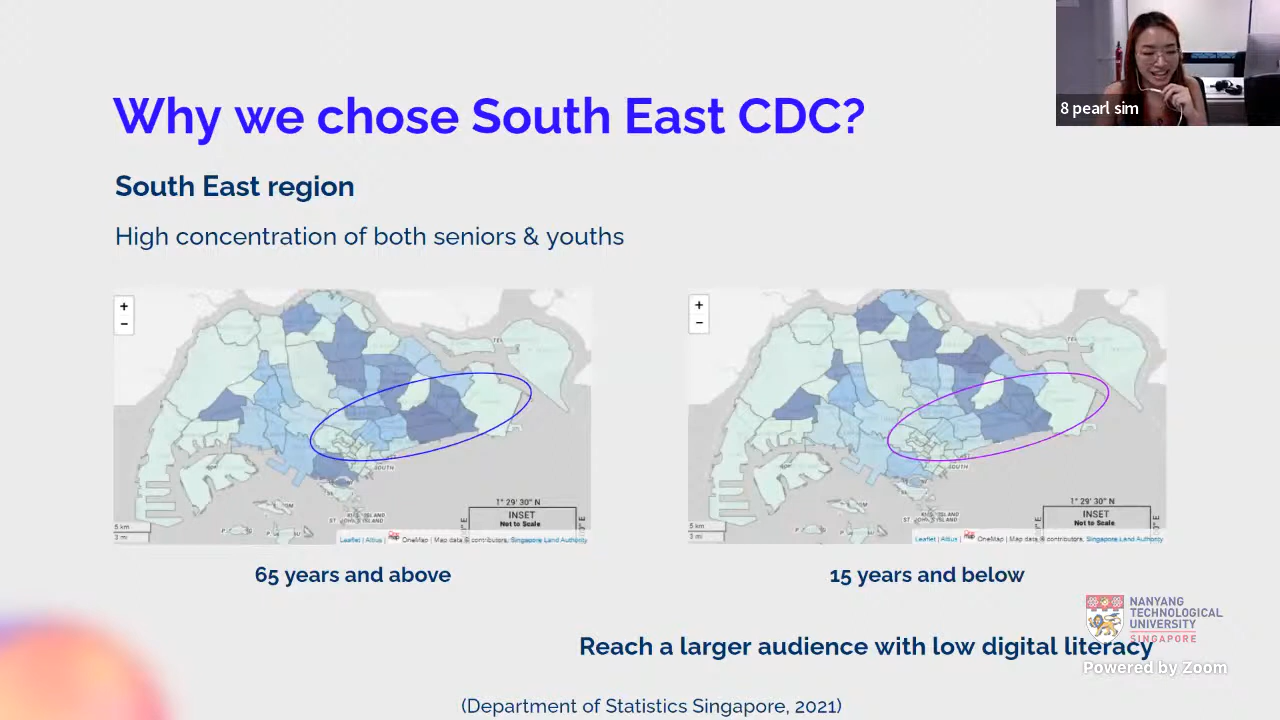 8 pearl sim
Why we chose South East CDC?
South East region
High concentration of both seniors & youths
+
−
+
−
SOUTH
SOUTH
1° 29' 30" N
INSET
Not to Scale
1° 29' 30" N
INSET
Not to Scale
5 km
3 mi
Leaflet | Altius | OneMap | Map data © contributors, Singapore Land Authority
5 km
3 mi
Leaflet | Altius | OneMap | Map data © contributors, Singapore Land Authority
65 years and above
15 years and below
NANYANG
TECHNOLOGICAL
UNIVERSITY
SINGAPORE
Reach a larger audience with low digital literacy
Powered by Zoom
(Department of Statistics Singapore, 2021)